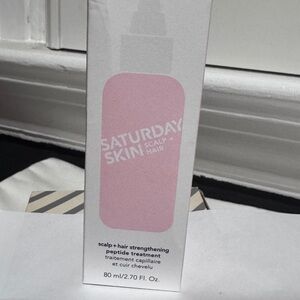 SATURDAY
SKIN SCALP +
HAIR
scalp + hair strengthening
peptide treatment
traitement capillaire
et cuir chevelu
80 ml/2.70 Fl. Oz.